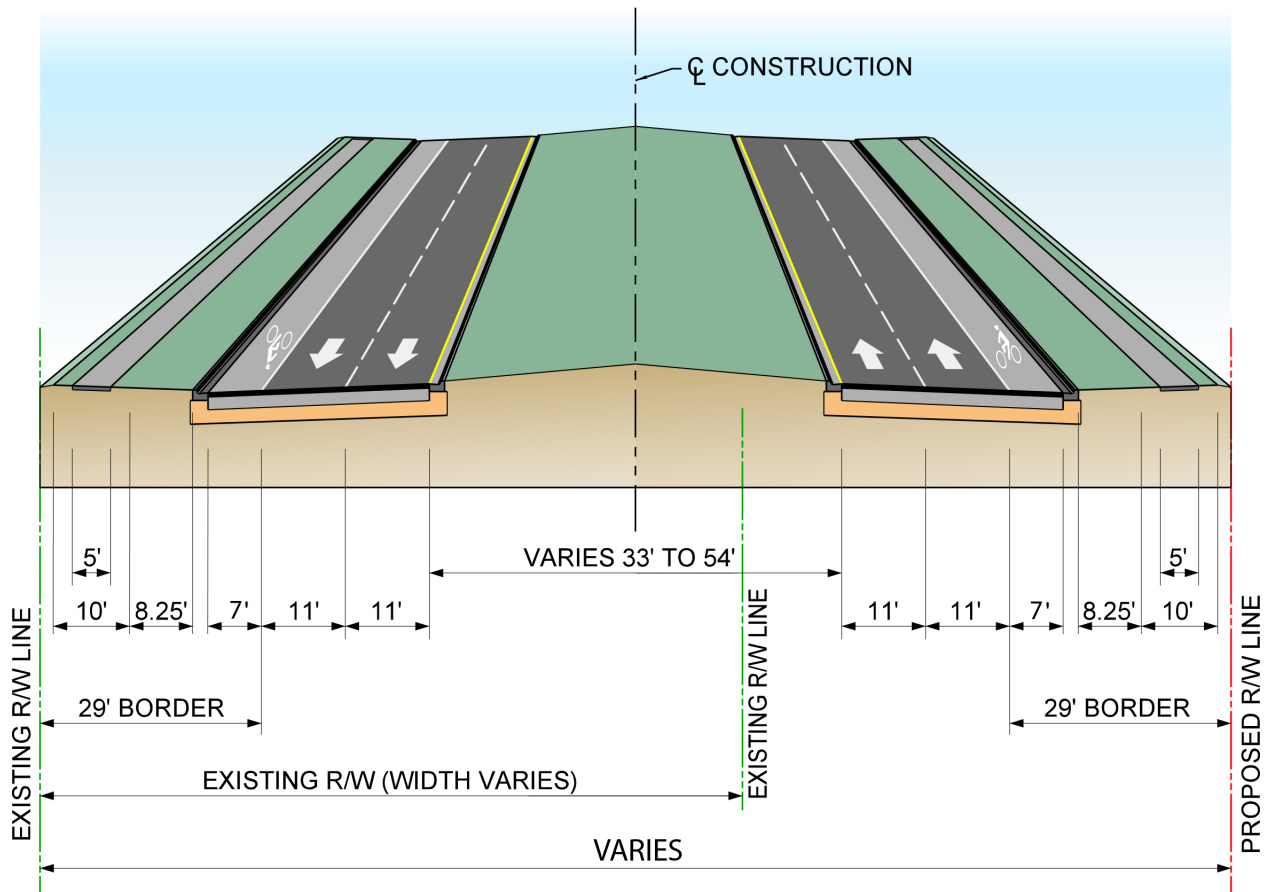 ℄ CONSTRUCTION
5'
VARIES 33' TO 54'
5'
10'
8.25'
7'
11'
11'
11'
11'
7'
8.25'
10'
29' BORDER
29' BORDER
EXISTING R/W (WIDTH VARIES)
VARIES
EXISTING R/W LINE
EXISTING R/W LINE
PROPOSED R/W LINE